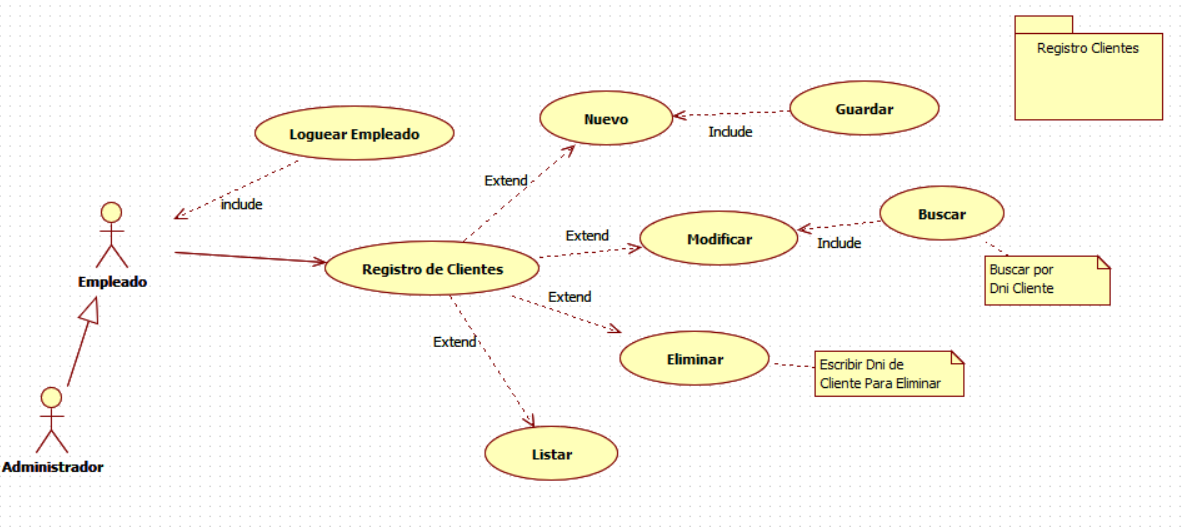 Registro Clientes
Guardar
Nuevo
Include
Loguear Empleado
Extend
include
Buscar
Extend
Modificar
Include
Registro de Clientes
Buscar por
Dni Cliente
Empleado
Extend
Extend
Eliminar
Escribir Dni de
Cliente Para Eliminar
Listar
Administrador